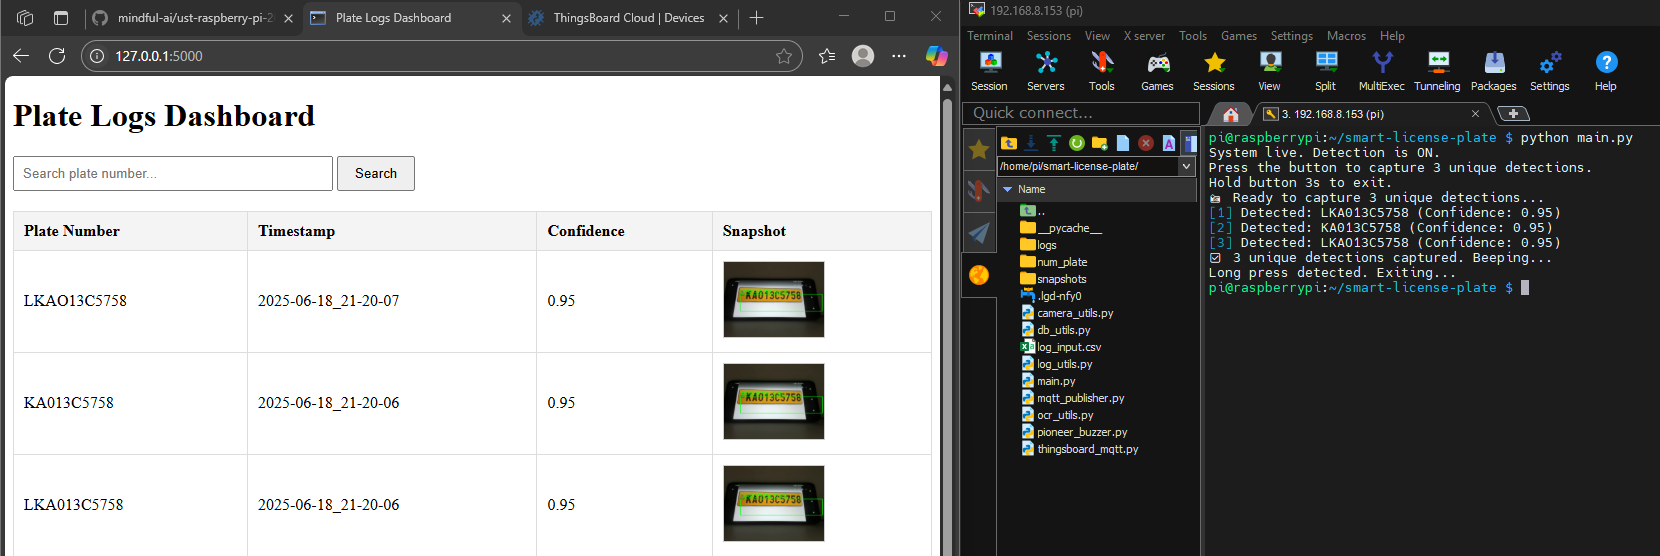 mindful-ai/ust-raspberry-pi-2
Plate Logs Dashboard
ThingsBoard Cloud | Devices
127.0.0.1:5000
Plate Logs Dashboard
Search plate number...
Search
Plate Number Timestamp Confidence Snapshot
LKAO13C5758 2025-06-18_21-20-07 0.95
KA013C5758
KA013C5758 2025-06-18_21-20-06 0.95
KA013C5758
LKA013C5758 2025-06-18_21-20-06 0.95
KA013C5758
192.168.8.153 (pi)
Terminal Sessions View X server Tools Games Settings Macros Help
Session Servers Tools Games Sessions View Split MultiExec Tunneling Packages Settings Help
Quick connect...
3. 192.168.8.153 (pi)
/home/pi/smart-license-plate/
Name
..
__pycache__
logs
num_plate
snapshots
.lgd-nfy0
camera_utils.py
db_utils.py
log_input.csv
log_utils.py
main.py
mqtt_publisher.py
ocr_utils.py
pioneer_buzzer.py
thingsboard_mqtt.py
pi@raspberrypi:~/smart-license-plate $ python main.py
System live. Detection is ON.
Press the button to capture 3 unique detections.
Hold button 3s to exit.
Ready to capture 3 unique detections...
[1] Detected: LKA013C5758 (Confidence: 0.95)
[2] Detected: KA013C5758 (Confidence: 0.95)
[3] Detected: LKAO13C5758 (Confidence: 0.95)
3 unique detections captured. Beeping...
Long press detected. Exiting...
pi@raspberrypi:~/smart-license-plate $